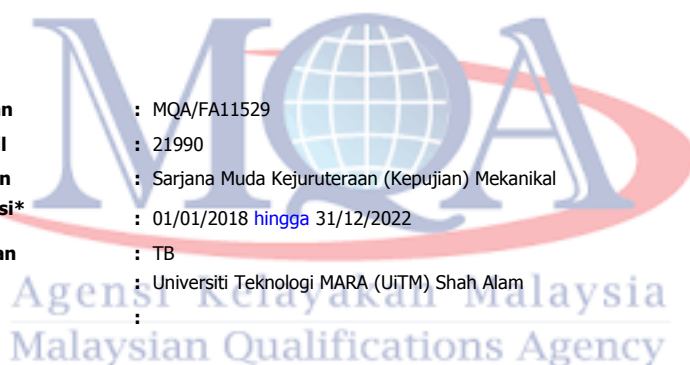 MQA
an : MQA/FA11529
l : 21990
n : Sarjana Muda Kejuruteraan (Kepujian) Mekanikal
si* : 01/01/2018 hingga 31/12/2022
an : TB
: Universiti Teknologi MARA (UiTM) Shah Alam
:
Agensi Kelayakan Malaysia
Malaysian Qualifications Agency